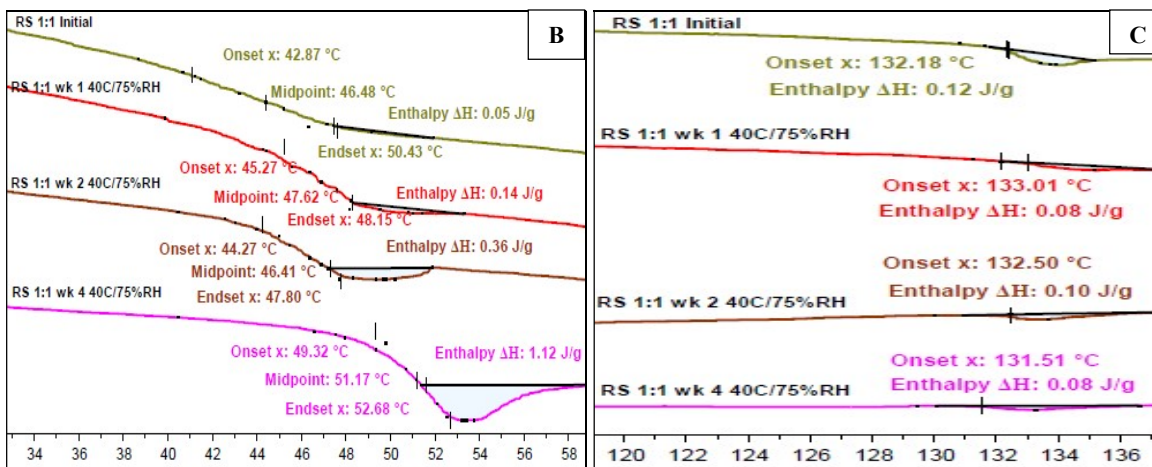 B
RS 1:1 Initial
Onset x: 42.87 °C
Midpoint: 46.48 °C
Enthalpy ΔH: 0.05 J/g
Endset x: 50.43 °C
RS 1:1 wk 1 40C/75%RH
Onset x: 45.27 °C
Midpoint: 47.62 °C
Enthalpy ΔH: 0.14 J/g
Endset x: 48.15 °C
RS 1:1 wk 2 40C/75%RH
Onset x: 44.27 °C
Enthalpy ΔH: 0.36 J/g
Midpoint: 46.41 °C
Endset x: 47.80 °C
RS 1:1 wk 4 40C/75%RH
Onset x: 49.32 °C
Enthalpy ΔH: 1.12 J/g
Midpoint: 51.17 °C
Endset x: 52.68 °C
34 36 38 40 42 44 46 48 50 52 54 56 58
C
RS 1:1 Initial
Onset x: 132.18 °C
Enthalpy ΔH: 0.12 J/g
RS 1:1 wk 1 40C/75%RH
Onset x: 133.01 °C
Enthalpy ΔH: 0.08 J/g
Onset x: 132.50 °C
Enthalpy ΔH: 0.10 J/g
RS 1:1 wk 2 40C/75%RH
Onset x: 131.51 °C
Enthalpy ΔH: 0.08 J/g
RS 1:1 wk 4 40C/75%RH
120 122 124 126 128 130 132 134 136